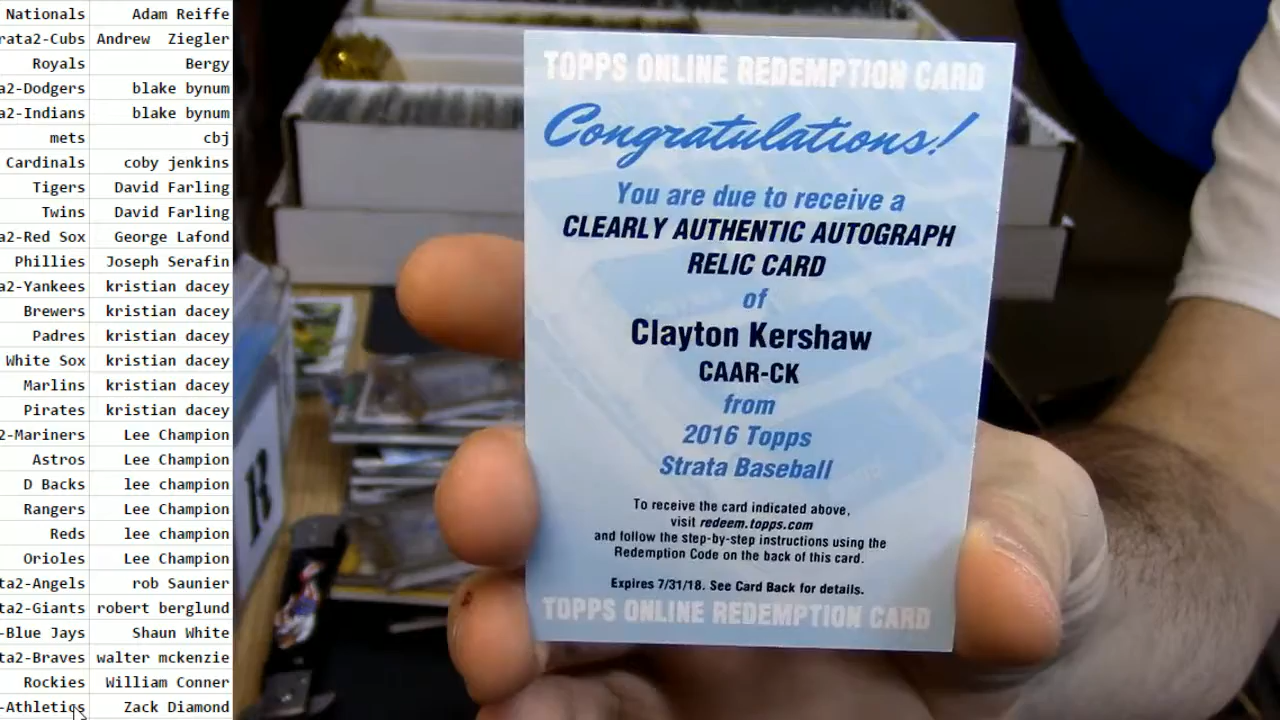 Nationals Adam Reiffe
rata2-Cubs Andrew Ziegler
Royals Bergy
a2-Dodgers blake bynum
a2-Indians blake bynum
mets cbj
Cardinals coby jenkins
Tigers David Farling
Twins David Farling
a2-Red Sox George Lafond
Phillies Joseph Serafin
a2-Yankees kristian dacey
Brewers kristian dacey
Padres kristian dacey
White Sox kristian dacey
Marlins kristian dacey
Pirates kristian dacey
2-Mariners Lee Champion
Astros Lee Champion
D Backs lee champion
Rangers Lee Champion
Reds lee champion
Orioles Lee Champion
ta2-Angels rob Saunier
ta2-Giants robert berglund
-Blue Jays Shaun White
ta2-Braves walter mckenzie
Rockies William Conner
-Athletics Zack Diamond
TOPPS ONLINE REDEMPTION CARD
Congratulations!
You are due to receive a
CLEARLY AUTHENTIC AUTOGRAPH
RELIC CARD
of
Clayton Kershaw
CAAR-CK
from
2016 Topps
Strata Baseball
To receive the card indicated above,
visit redeem.topps.com
and follow the step-by-step instructions using the
Redemption Code on the back of this card.
Expires 7/31/18. See Card Back for details.
TOPPS ONLINE REDEMPTION CARD
R